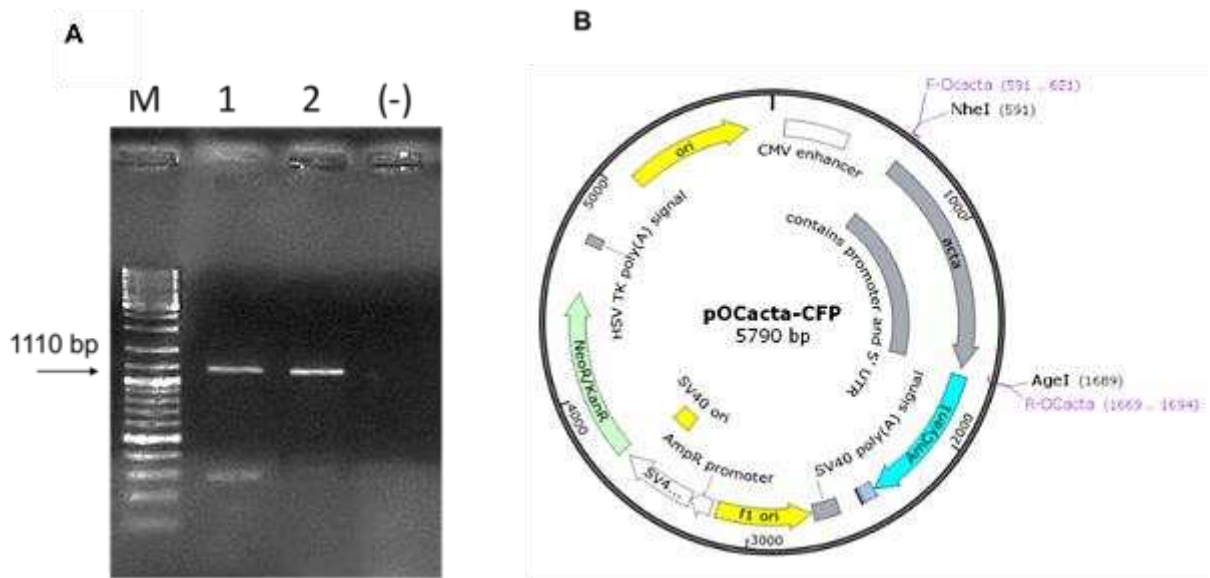 A
M 1 2 (-)
1110 bp
B
F-Ocacta (591 .. 621)
NheI (591)
ori
CMV enhancer
5000
1000
HSV TK poly(A) signal
contains promoter and 5' UTR
acta
pOCacta-CFP
5790 bp
NeoR/KanR
AgeI (1689)
R-OCacta (1669 .. 1694)
SV40 ori
4000
SV40 poly(A) signal
AmCyan1
2000
AmpR promoter
SV4...
f1 ori
3000